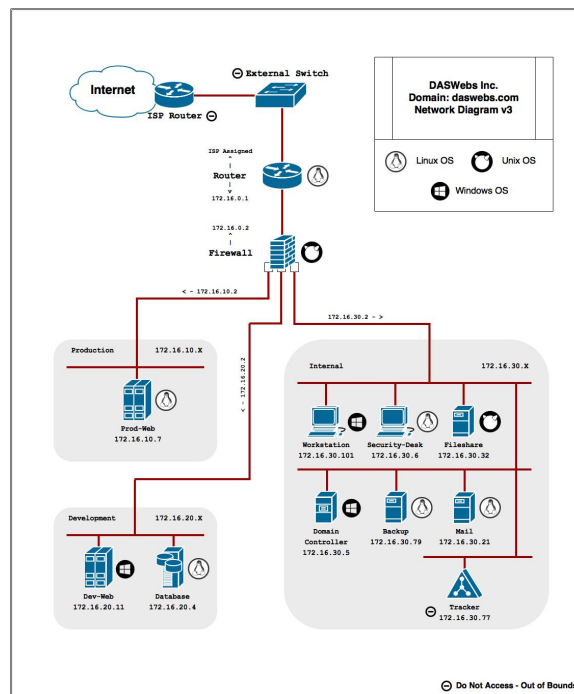 Internet
External Switch
ISP Router
DASWebs Inc.
Domain: daswebs.com
Network Diagram v3
Linux OS
Unix OS
Windows OS
ISP Assigned
Router
172.16.0.1
172.16.0.2
Firewall
< - 172.16.10.2
172.16.30.2 - >
< - 172.16.20.2
Production 172.16.10.X
Prod-Web
172.16.10.7
Internal 172.16.30.X
Workstation Security-Desk Fileshare
172.16.30.101 172.16.30.6 172.16.30.32
Domain Backup Mail
Controller 172.16.30.79 172.16.30.21
172.16.30.5
Tracker
172.16.30.77
Development 172.16.20.X
Dev-Web Database
172.16.20.11 172.16.20.4
Do Not Access - Out of Bounds